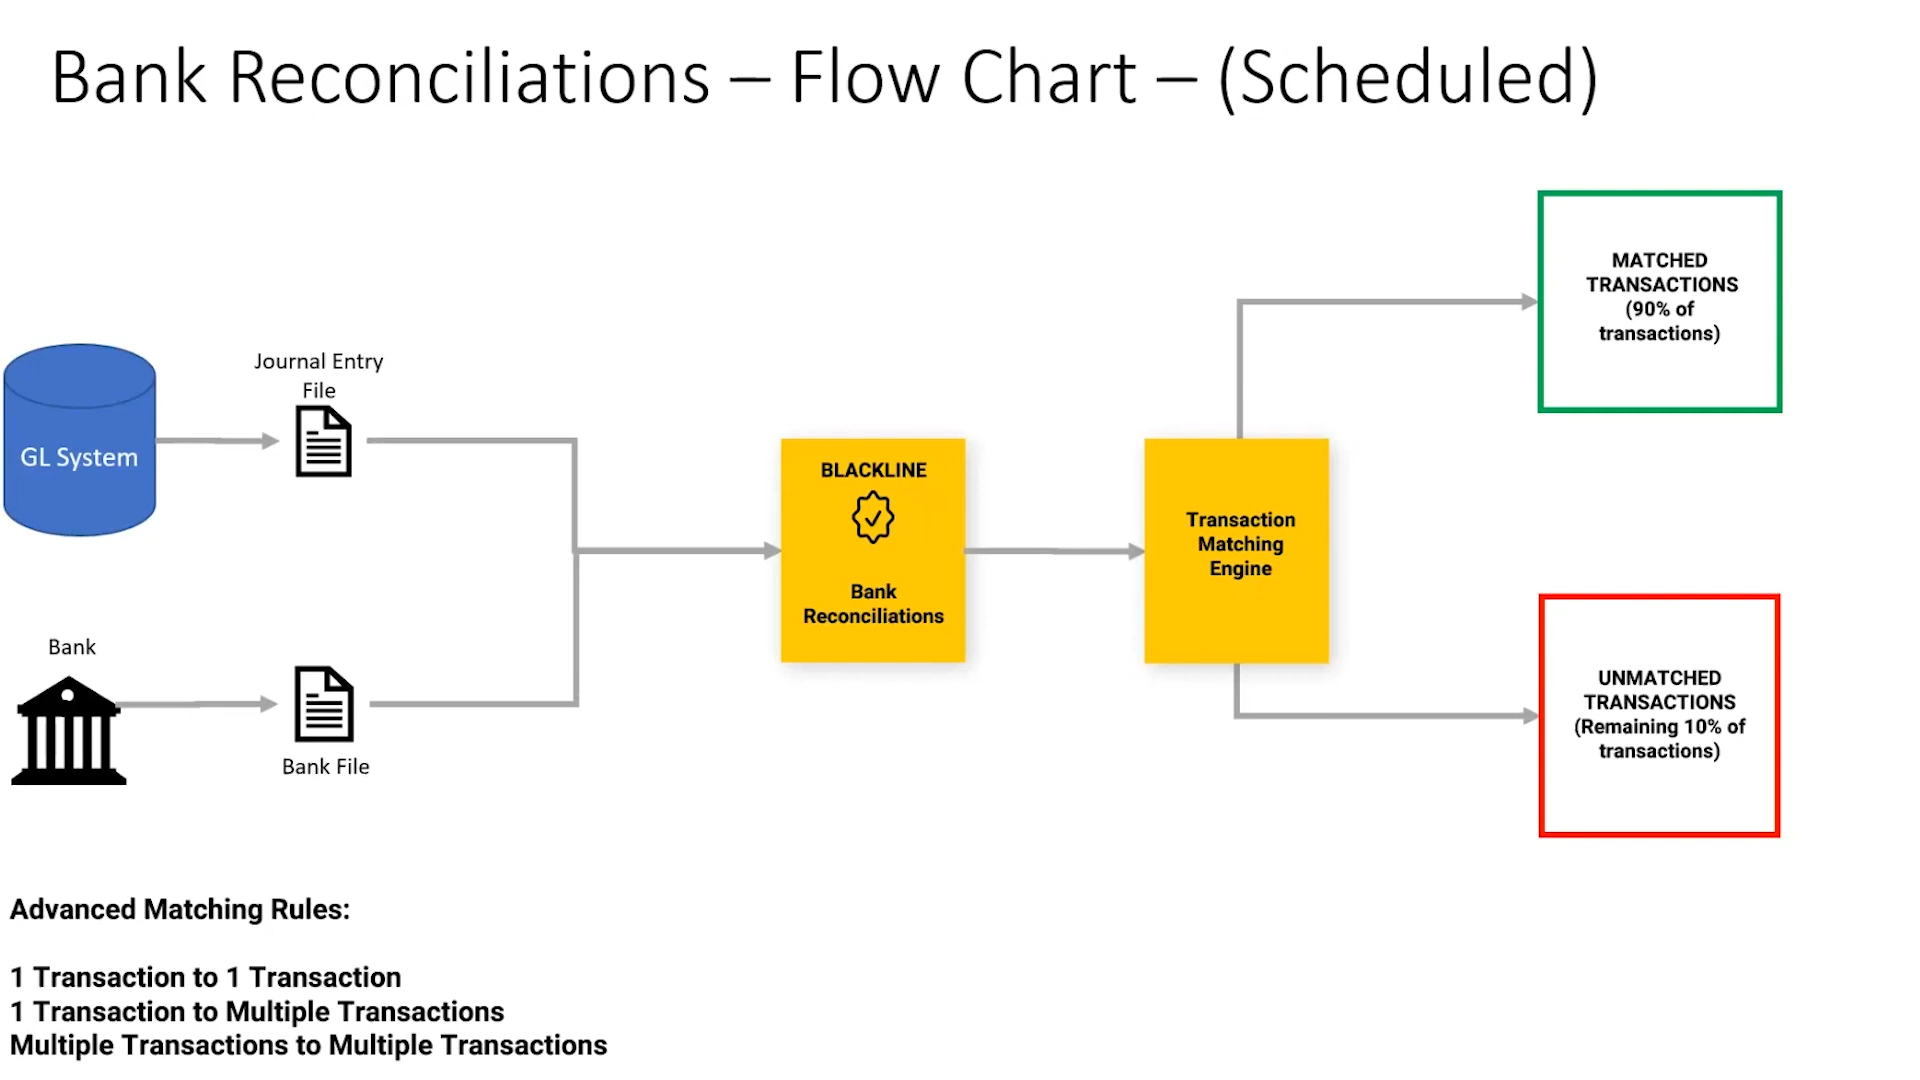 Bank Reconciliations – Flow Chart – (Scheduled)
MATCHED
TRANSACTIONS
(90% of
transactions)
Journal Entry
File
GL System
BLACKLINE
Bank
Reconciliations
Transaction
Matching
Engine
Bank
Bank File
UNMATCHED
TRANSACTIONS
(Remaining 10% of
transactions)
Advanced Matching Rules:
1 Transaction to 1 Transaction
1 Transaction to Multiple Transactions
Multiple Transactions to Multiple Transactions